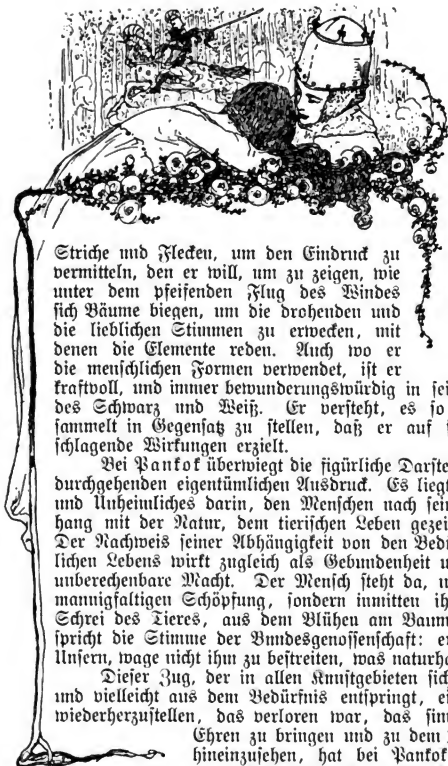 Striche und Flecken, um den Eindruck zu
vermitteln, den er will, um zu zeigen, wie
unter dem pfeifenden Flug des Windes
sich Bäume biegen, um die drohenden und
die lieblichen Stimmen zu erwecken, mit
denen die Elemente reden. Auch wo er
die menschlichen Formen verwendet, ist er
kraftvoll, und immer bewunderungswürdig in sei
des Schwarz und Weiß. Er versteht, es so
sammelt in Gegensatz zu stellen, daß er auf
schlagende Wirkungen erzielt.
Bei Pankok überwiegt die figürliche Darste
durchgehenden eigentümlichen Ausdruck. Es liegt
und Unheimliches darin, den Menschen nach sein
hang mit der Natur, dem tierischen Leben gezei
Der Nachweis seiner Abhängigkeit von den Bedi
lichen Lebens wirkt zugleich als Gebundenheit u
unberechenbare Macht. Der Mensch steht da, n
mannigfaltigen Schöpfung, sondern inmitten ih
Schrei des Tieres, aus dem Blühen am Baum
spricht die Stimme der Bundesgenossenschaft: e
Unsern, wage nicht ihm zu bestreiten, was naturh
Dieser Zug, der in allen Kunstgebieten sic
und vielleicht aus dem Bedürfnis entspringt, ei
wiederherzustellen, das verloren war, das sin
Ehren zu bringen und zu dem
hineinzusehen, hat bei Pankok